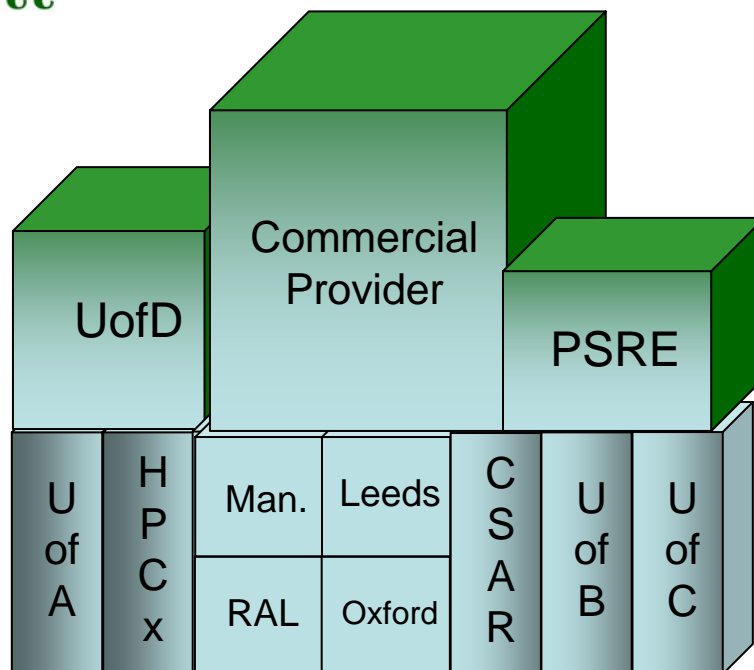 Commercial
Provider
UofD
PSRE
U
of
A
H
P
C
x
Man.
Leeds
RAL
Oxford
C
S
A
R
U
of
B
U
of
C